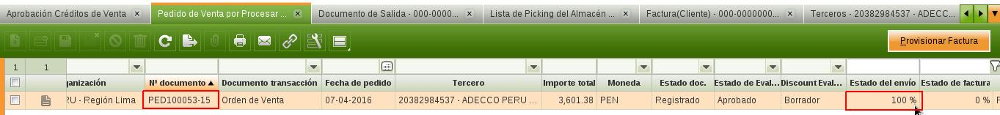 Aprobación Créditos de Venta
Pedido de Venta por Procesar ...
Documento de Salida - 000-0000...
Lista de Picking del Almacén ...
Factura(Cliente) - 000-0000000...
Terceros - 20382984537 - ADECC...
Provisionar Factura
1 1
ganización Nº documento Documento transacción Fecha de pedido Tercero Importe total Moneda Estado doc. Estado de Eval... Discount Eval... Estado del envío Estado de factura
RU - Región Lima PED100053-15 Orden de Venta 07-04-2016 20382984537 - ADECCO PERU ... 3,601.38 PEN Registrado Aprobado Borrador 100 % 0 %